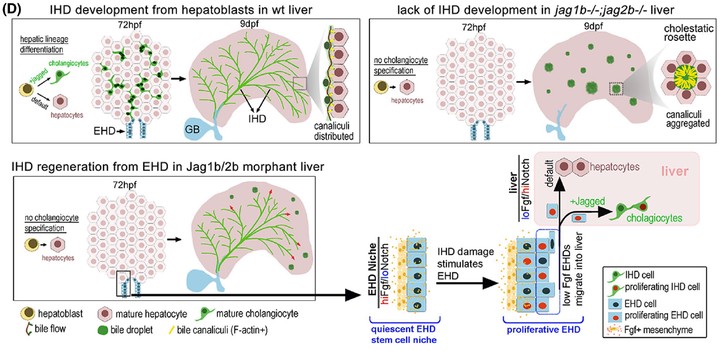 (D)
IHD development from hepatoblasts in wt liver
72hpf
9dpf
hepatic lineage
differentiation
+jagged
cholangiocytes
default
hepatocytes
EHD
GB
IHD
canaliculi
distributed
lack of IHD development in jag1b-/-;jag2b-/- liver
72hpf
9dpf
no cholangiocyte
specification
hepatocytes
cholestatic
rosette
canaliculi
aggregated
IHD regeneration from EHD in Jag1b/2b morphant liver
72hpf
no cholangiocyte
specification
hepatocytes
EHD Niche
hiFgf/loNotch
IHD damage
stimulates
EHD
quiescent EHD
stem cell niche
proliferative EHD
low Fgf EHDs
migrate into liver
liver
loFgf/hiNotch
default
hepatocytes
liver
+Jagged
cholagiocytes
IHD cell
proliferating IHD cell
EHD cell
proliferating EHD cell
Fgf+ mesenchyme
hepatoblast
mature hepatocyte
mature cholangiocyte
bile flow
bile droplet
bile canaliculi (F-actin+)